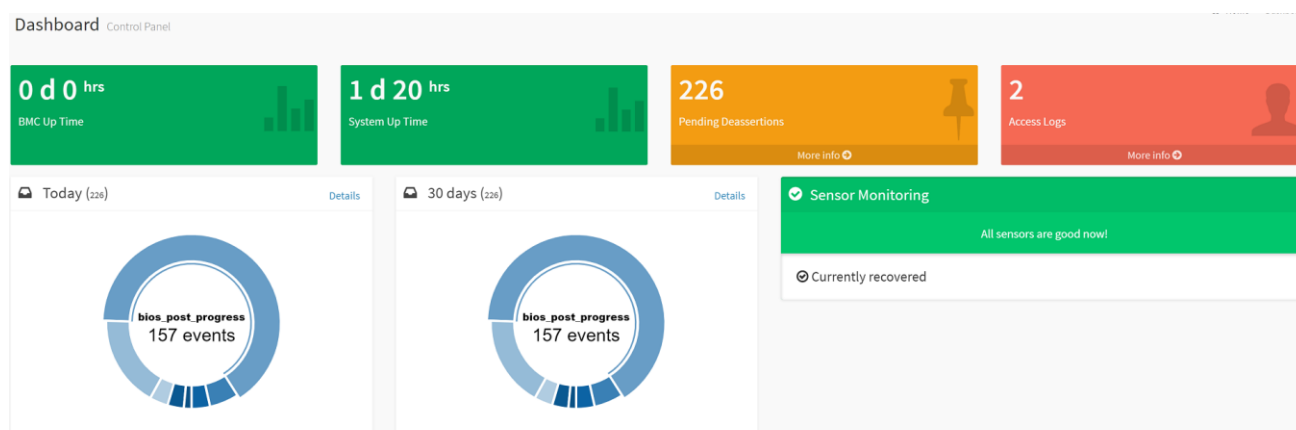 Dashboard Control Panel
0 d 0 hrs
BMC Up Time
1 d 20 hrs
System Up Time
226
Pending Deassertions
More info
2
Access Logs
More info
Today (226) Details
bios_post_progress
157 events
30 days (226) Details
bios_post_progress
157 events
Sensor Monitoring
All sensors are good now!
Currently recovered